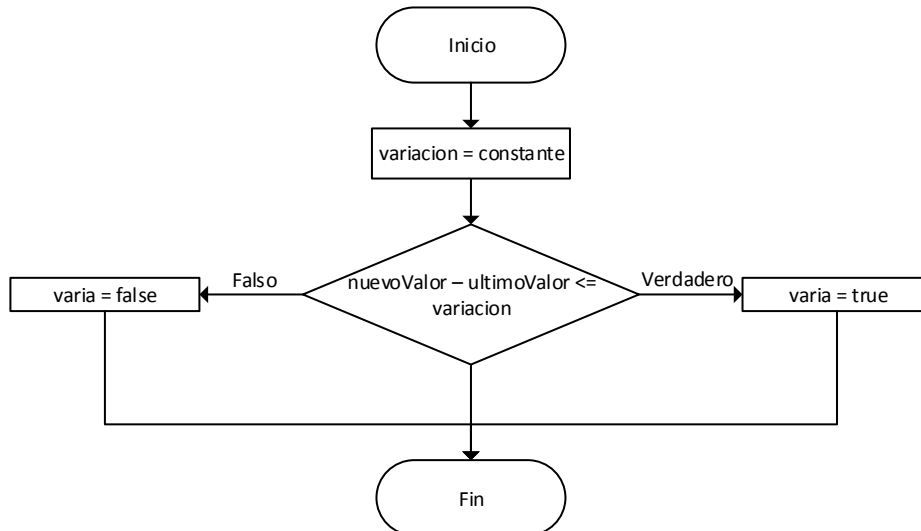 Inicio
variacion = constante
Falso
nuevoValor – ultimoValor <=
variacion
Verdadero
varia = false
varia = true
Fin